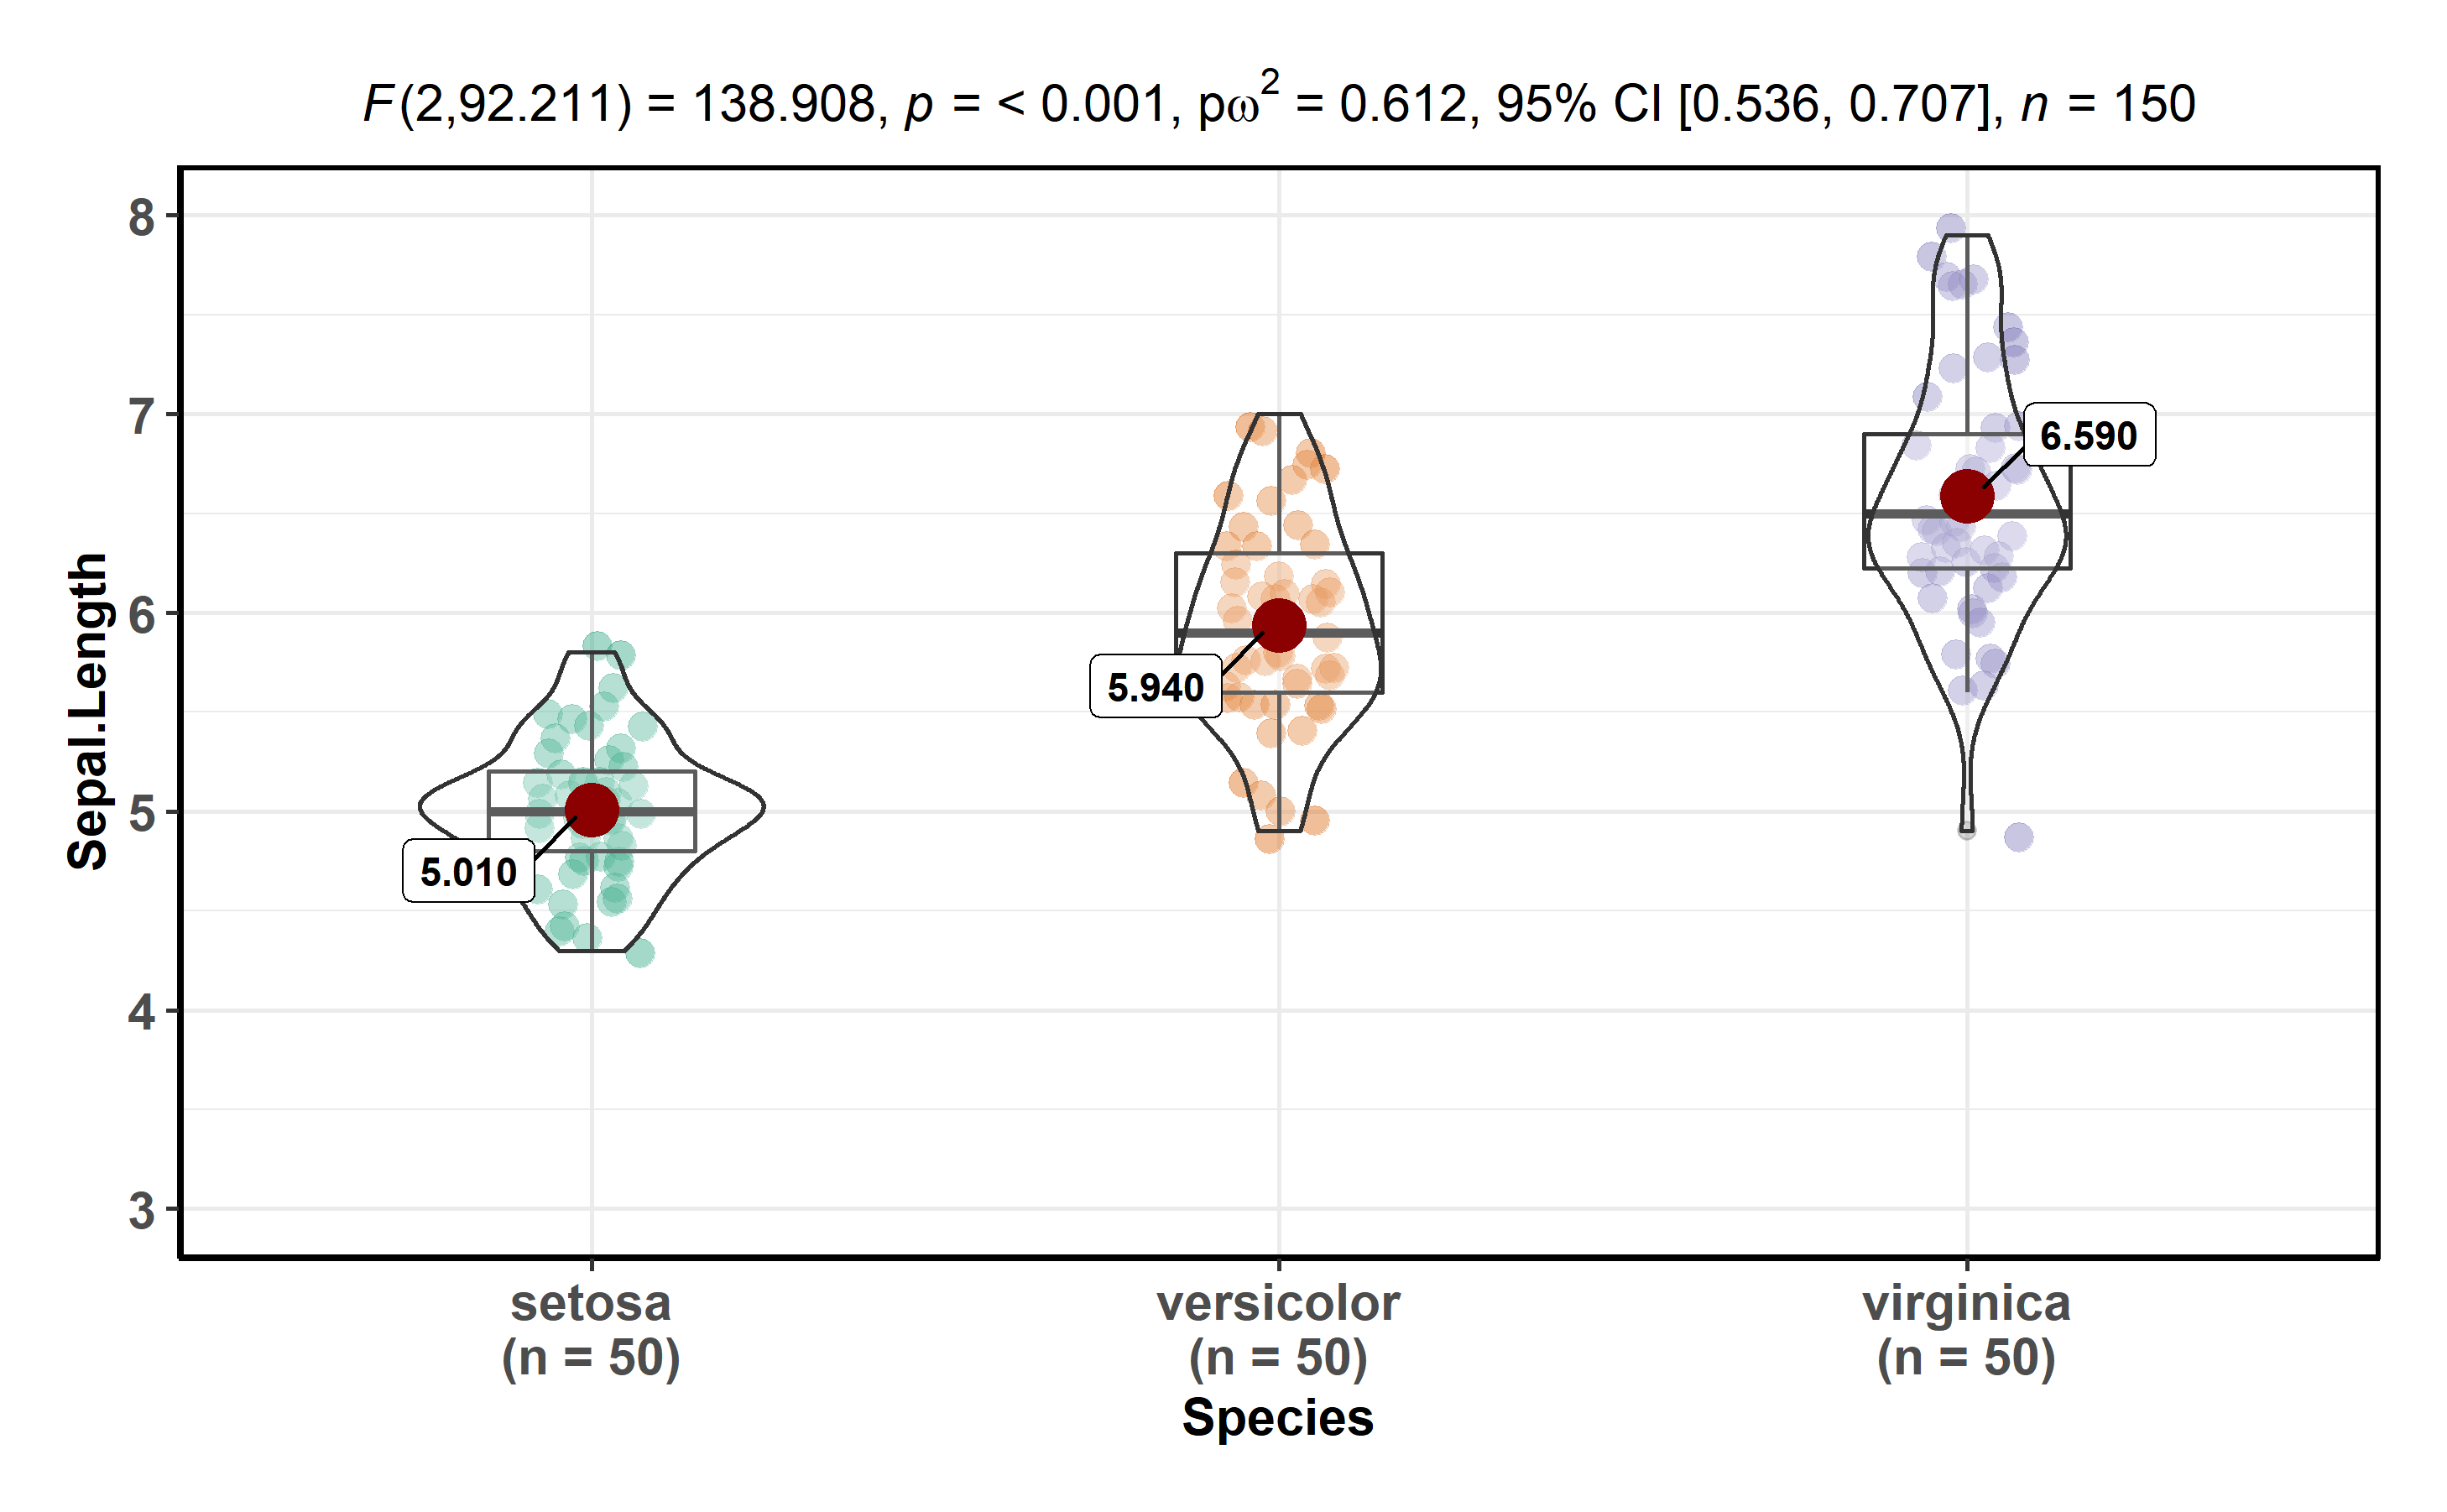 F(2,92.211) = 138.908, p = < 0.001, pω² = 0.612, 95% CI [0.536, 0.707], n = 150
Sepal.Length
8
7
6
5
4
3
5.010
5.940
6.590
setosa
(n = 50)
versicolor
(n = 50)
virginica
(n = 50)
Species